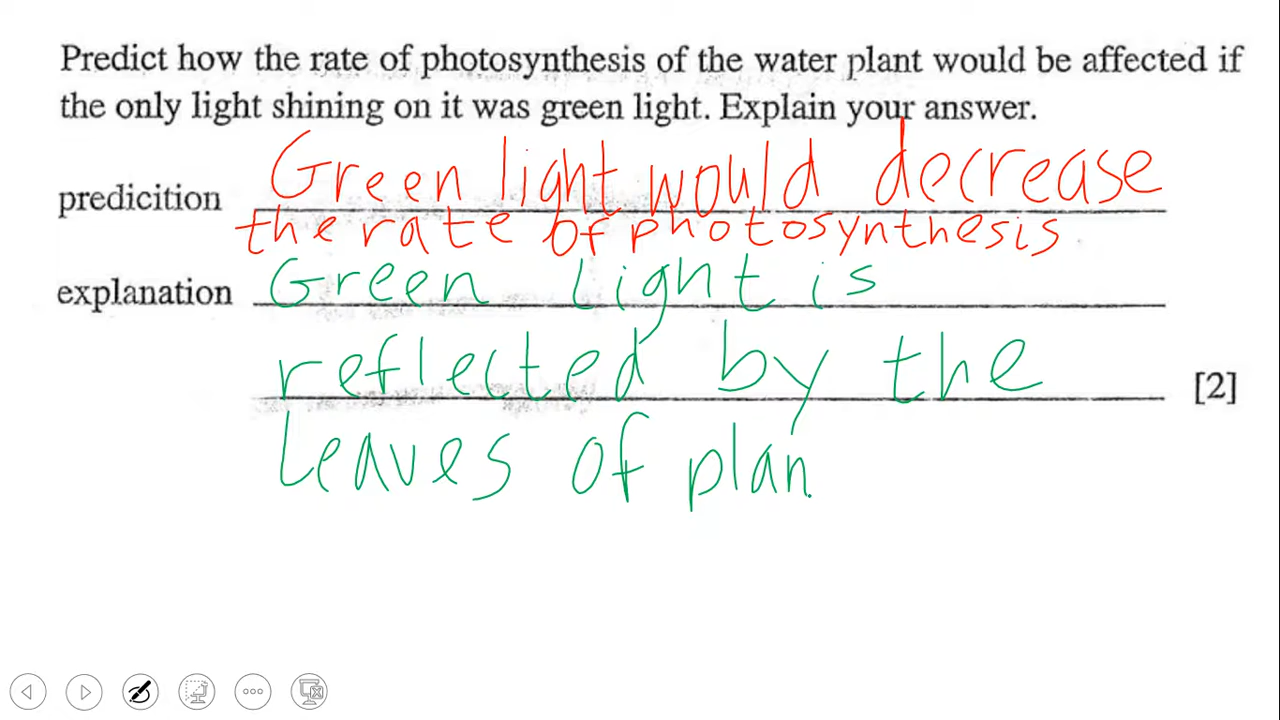 Predict how the rate of photosynthesis of the water plant would be affected if
the only light shining on it was green light. Explain your answer.
predicition Green light would decrease
the rate of photosynthesis
explanation Green Light is
reflected by the
[2]
Leaves of plan